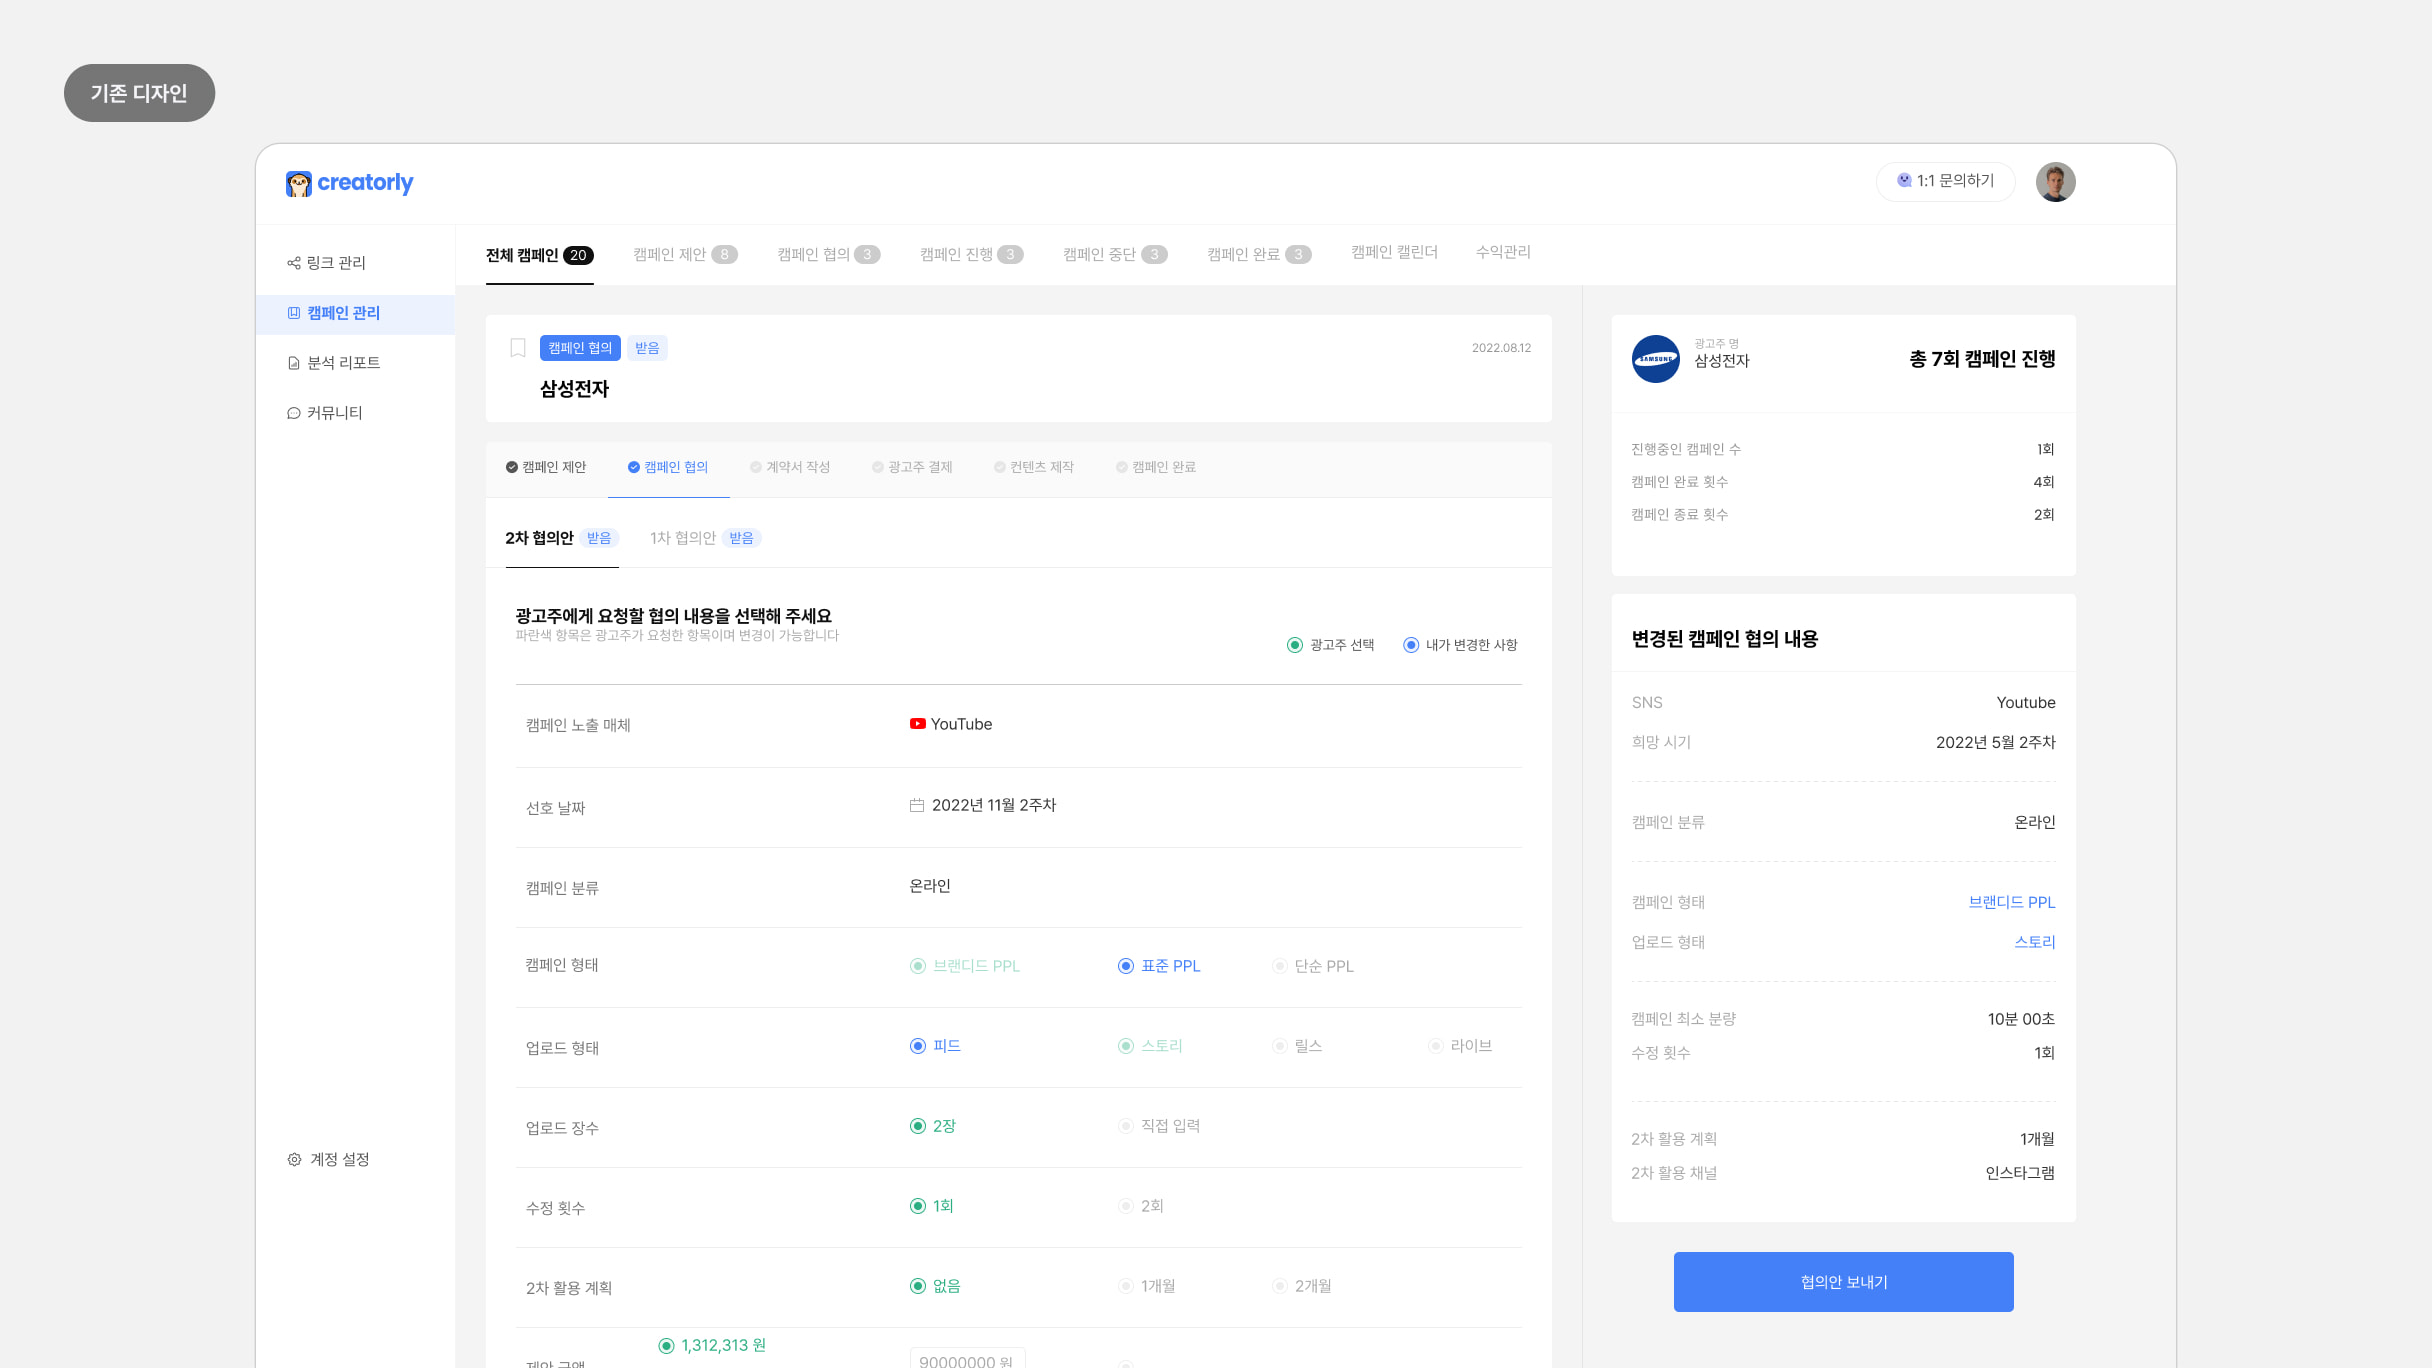 기존 디자인
creatorly
1:1 문의하기
링크 관리
캠페인 관리
분석 리포트
커뮤니티
계정 설정
전체 캠페인 20
캠페인 제안 8
캠페인 협의 3
캠페인 진행 3
캠페인 중단 3
캠페인 완료 3
캠페인 캘린더
수익관리
캠페인 협의 받음
2022.08.12
삼성전자
캠페인 제안
캠페인 협의
계약서 작성
광고주 결제
컨텐츠 제작
캠페인 완료
2차 협의안 받음
1차 협의안 받음
광고주에게 요청할 협의 내용을 선택해 주세요
파란색 항목은 광고주가 요청한 항목이며 변경이 가능합니다
광고주 선택
내가 변경한 사항
캠페인 노출 매체 YouTube
선호 날짜 2022년 11월 2주차
캠페인 분류 온라인
캠페인 형태 브랜디드 PPL 표준 PPL 단순 PPL
업로드 형태 피드 스토리 릴스 라이브
업로드 장수 2장 직접 입력
수정 횟수 1회 2회
2차 활용 계획 없음 1개월 2개월
1,312,313 원
제안 금액 90000000 원
SAMSUNG
광고주 명
삼성전자
총 7회 캠페인 진행
진행중인 캠페인 수 1회
캠페인 완료 횟수 4회
캠페인 종료 횟수 2회
변경된 캠페인 협의 내용
SNS Youtube
희망 시기 2022년 5월 2주차
캠페인 분류 온라인
캠페인 형태 브랜디드 PPL
업로드 형태 스토리
캠페인 최소 분량 10분 00초
수정 횟수 1회
2차 활용 계획 1개월
2차 활용 채널 인스타그램
협의안 보내기